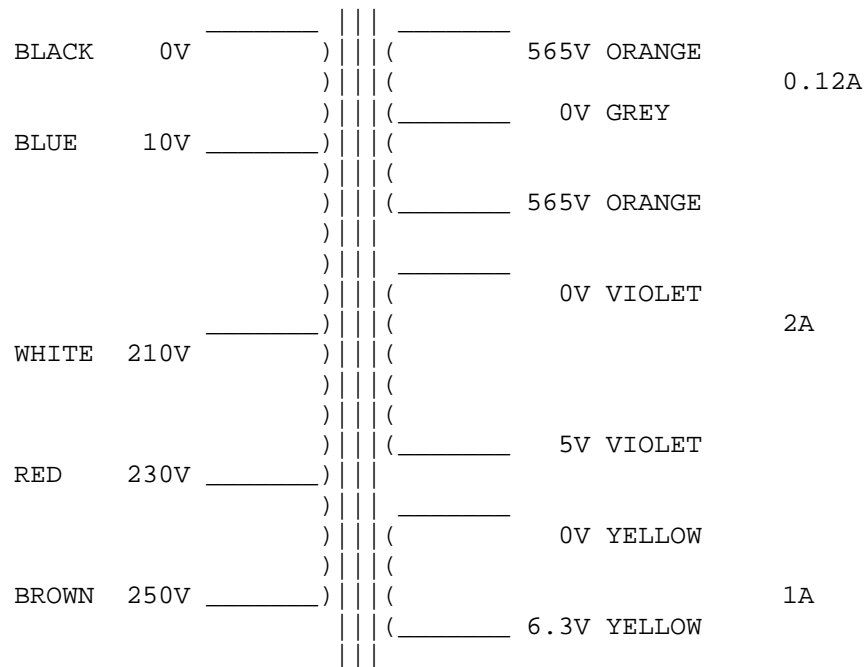 BLACK 0V 565V ORANGE
0.12A
0V GREY
BLUE 10V
565V ORANGE
0V VIOLET
2A
WHITE 210V
5V VIOLET
RED 230V
0V YELLOW
BROWN 250V 1A
6.3V YELLOW